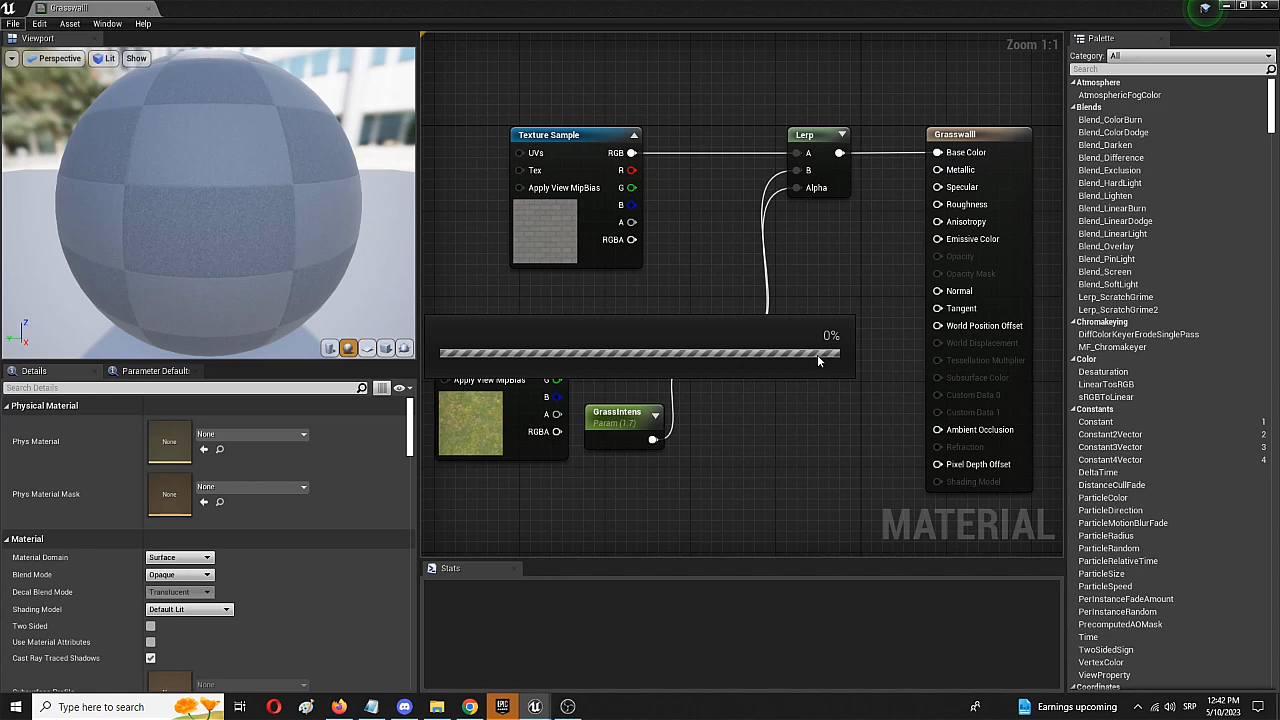 Grasswalll
File Edit Asset Window Help
Viewport
Perspective Lit Show
Details Parameter Default
Search Details
Physical Material
Phys Material
None
None
Phys Material Mask
None
None
Material
Material Domain
Surface
Blend Mode
Opaque
Decal Blend Mode
Translucent
Shading Model
Default Lit
Two Sided
Use Material Attributes
Cast Ray Traced Shadows
None
Zoom 1:1
Texture Sample
UVs RGB
Tex R
Apply View MipBias G
B
A
RGBA
Lerp
A
B
Alpha
Grasswalll
Base Color
Metallic
Specular
Roughness
Anisotropy
Emissive Color
Opacity
Opacity Mask
Normal
Tangent
World Position Offset
World Displacement
Tessellation Multiplier
Subsurface Color
Custom Data 0
Custom Data 1
Ambient Occlusion
Refraction
Pixel Depth Offset
Shading Model
0%
Apply View MipBias G
B
A
RGBA
GrassIntens
Param (1.7)
MATERIAL
Stats
Palette
Category: All
Search
Atmosphere
AtmosphericFogColor
Blends
Blend_ColorBurn
Blend_ColorDodge
Blend_Darken
Blend_Difference
Blend_Exclusion
Blend_HardLight
Blend_Lighten
Blend_LinearBurn
Blend_LinearDodge
Blend_LinearLight
Blend_Overlay
Blend_PinLight
Blend_Screen
Blend_SoftLight
Lerp_ScratchGrime
Lerp_ScratchGrime2
Chromakeying
DiffColorKeyerErodeSinglePass
MF_Chromakeyer
Color
Desaturation
LinearTosRGB
sRGBToLinear
Constants
Constant 1
Constant2Vector 2
Constant3Vector 3
Constant4Vector 4
DeltaTime
DistanceCullFade
ParticleColor
ParticleDirection
ParticleMotionBlurFade
ParticleRadius
ParticleRandom
ParticleRelativeTime
ParticleSize
ParticleSpeed
PerInstanceFadeAmount
PerInstanceRandom
PrecomputedAOMask
Time
TwoSidedSign
VertexColor
ViewProperty
Coordinates
Type here to search
Earnings upcoming
SRP
12:42 PM
5/10/2023